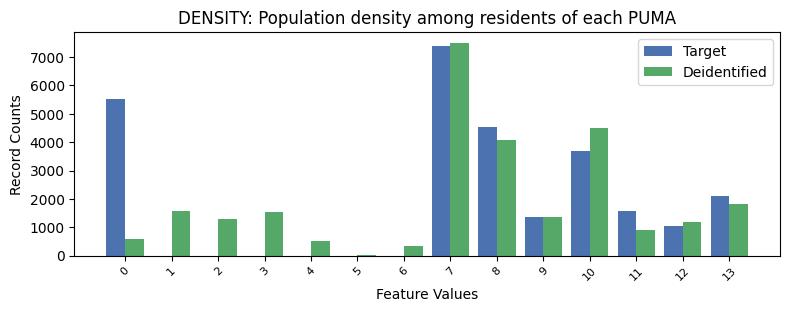 DENSITY: Population density among residents of each PUMA
Target
Deidentified
Record Counts
7000
6000
5000
4000
3000
2000
1000
0
0 1 2 3 4 5 6 7 8 9 10 11 12 13
Feature Values